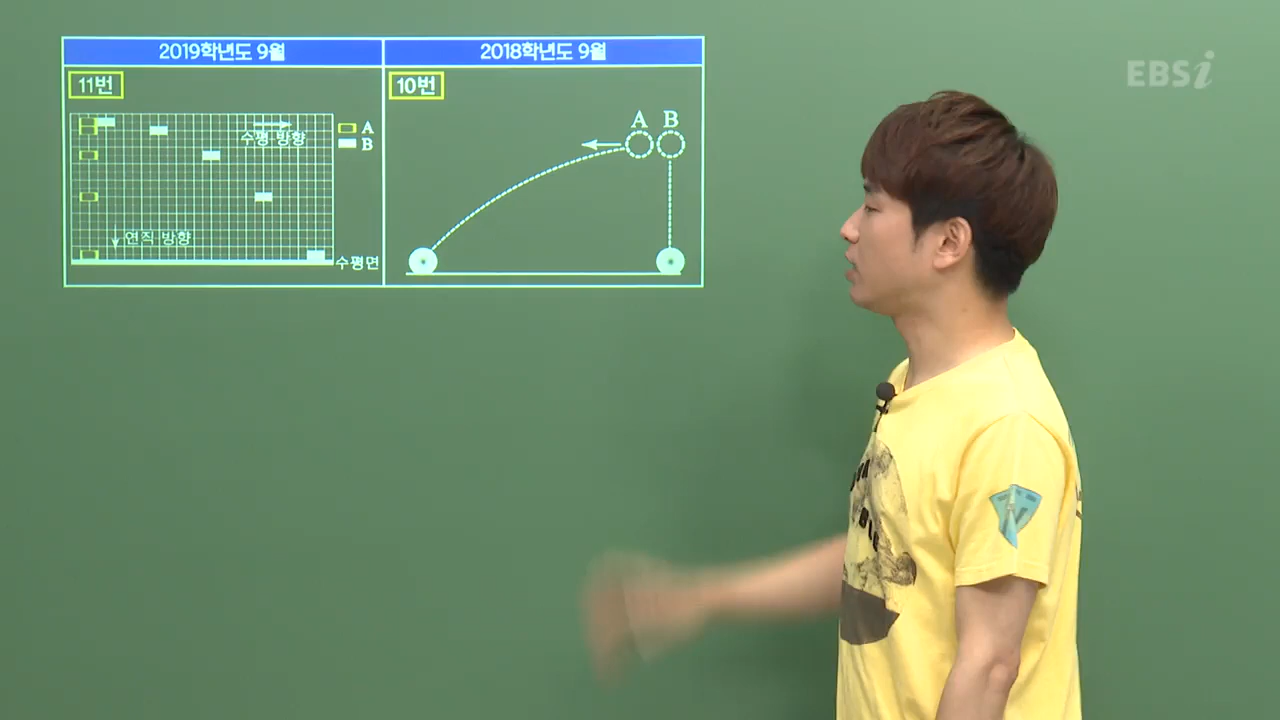 2019학년도 9월
2018학년도 9월
11번
수평 방향
A
B
연직 방향
수평면
10번
A B
EBSi